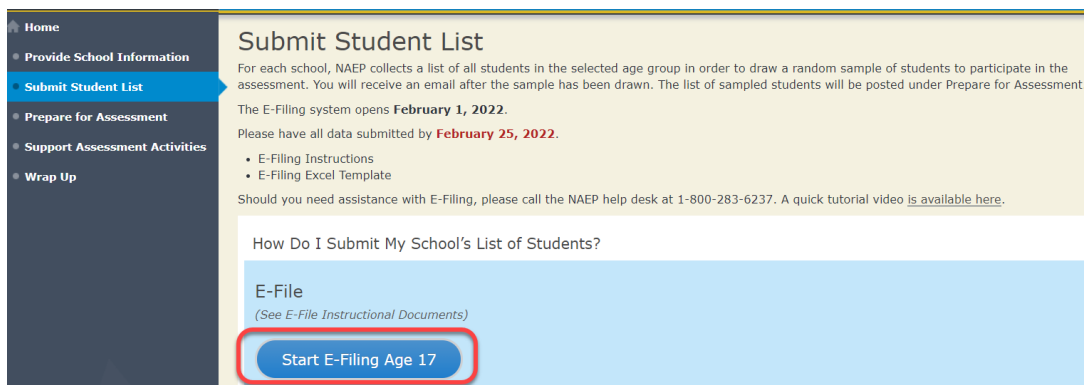 Home
Provide School Information
Submit Student List
Prepare for Assessment
Support Assessment Activities
Wrap Up
Submit Student List
For each school, NAEP collects a list of all students in the selected age group in order to draw a random sample of students to participate in the
assessment. You will receive an email after the sample has been drawn. The list of sampled students will be posted under Prepare for Assessment
The E-Filing system opens February 1, 2022.
Please have all data submitted by February 25, 2022.
• E-Filing Instructions
• E-Filing Excel Template
Should you need assistance with E-Filing, please call the NAEP help desk at 1-800-283-6237. A quick tutorial video is available here.
How Do I Submit My School's List of Students?
E-File
(See E-File Instructional Documents)
Start E-Filing Age 17